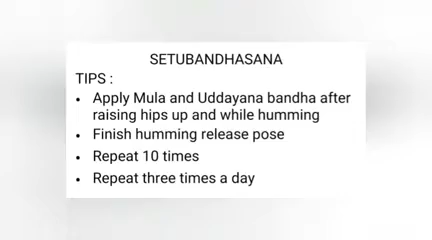 SETUBANDHASANA
TIPS :
• Apply Mula and Uddayana bandha after
raising hips up and while humming
• Finish humming release pose
• Repeat 10 times
• Repeat three times a day